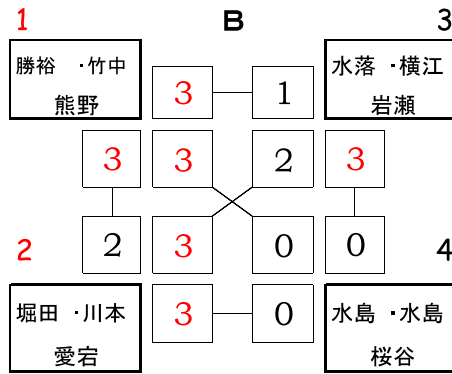 1 B 3
勝裕 ・竹中 水落 ・横江
熊野 3 1 岩瀬
3 3 2 3
2 3 0 0
2 4
堀田 ・川本 3 0 水島 ・水島
愛宕 桜谷